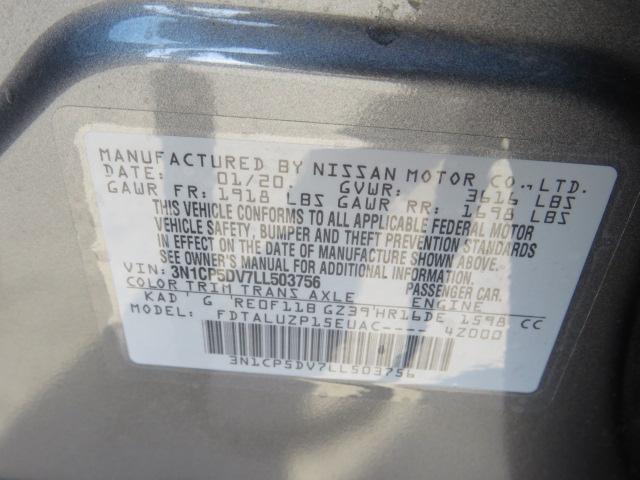 MANUFACTURED BY NISSAN MOTOR CO., LTD.
DATE: 01/20. GVWR: 3616 LBS
GAWR FR: 1918 LBS GAWR RR: 1698 LBS
THIS VEHICLE CONFORMS TO ALL APPLICABLE FEDERAL MOTOR
VEHICLE SAFETY, BUMPER AND THEFT PREVENTION STANDARDS
IN EFFECT ON THE DATE OF MANUFACTURE SHOWN ABOVE.
SEE OWNER'S MANUAL FOR ADDITIONAL INFORMATION.
VIN: 3N1CP5DV7LL503756 PASSENGER CAR.
COLOR TRIM TRANS AXLE ENGINE
KAD ' G 'RE0F11B GZ39'HR16DE 1598 CC
MODEL: FDTALUZP15EUAC---- 4Z000
3N1CP5DV7LL503756